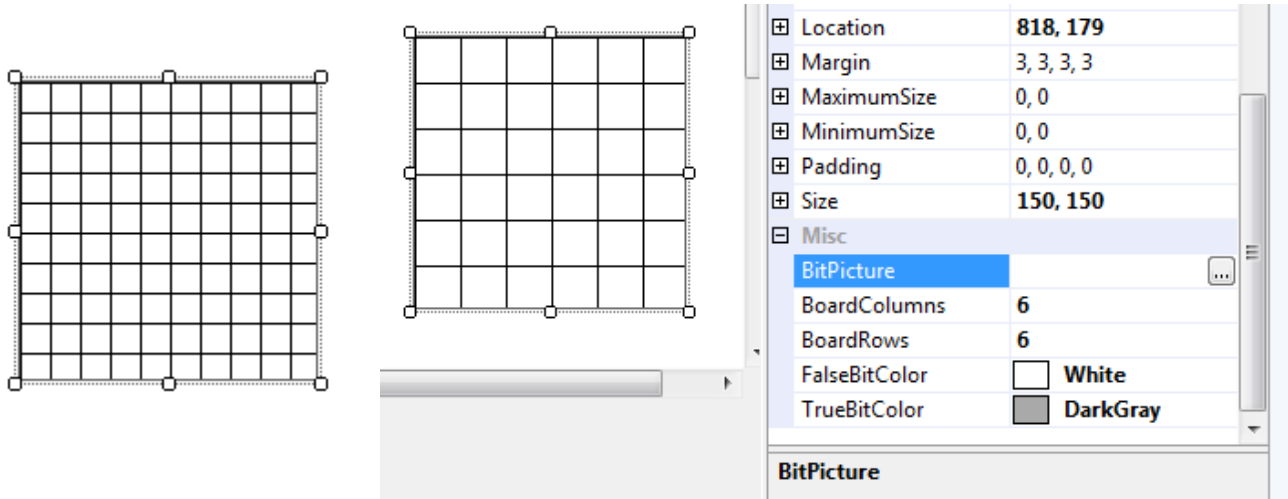 Location 818, 179
Margin 3, 3, 3, 3
MaximumSize 0, 0
MinimumSize 0, 0
Padding 0, 0, 0, 0
Size 150, 150
Misc
BitPicture ...
BoardColumns 6
BoardRows 6
FalseBitColor White
TrueBitColor DarkGray
BitPicture